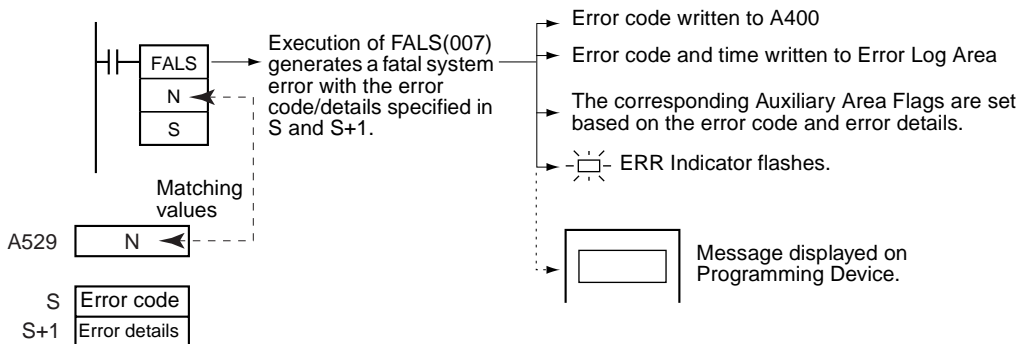 FALS
N
S
Execution of FALS(007)
generates a fatal system
error with the error
code/details specified in
S and S+1.
Error code written to A400
Error code and time written to Error Log Area
The corresponding Auxiliary Area Flags are set
based on the error code and error details.
ERR Indicator flashes.
Message displayed on
Programming Device.
Matching
values
A529 N
S Error code
S+1 Error details